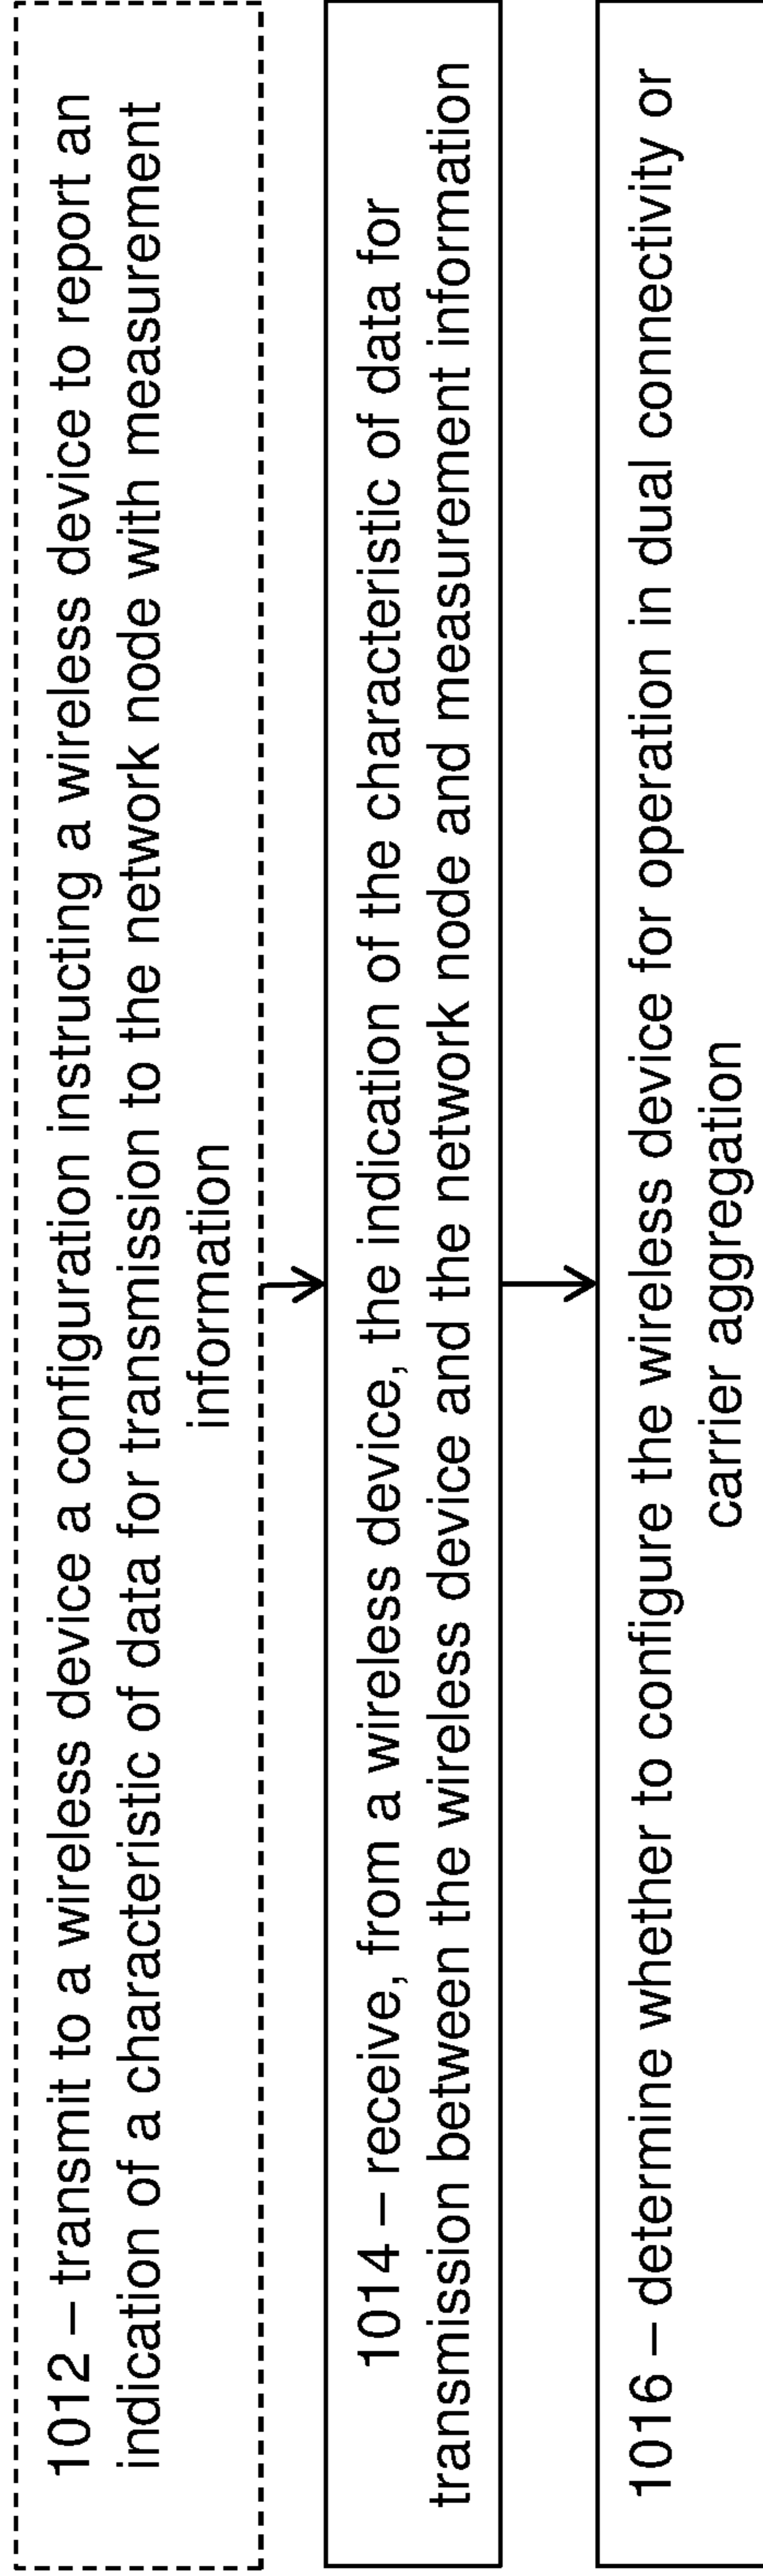 1012 – transmit to a wireless device a configuration instructing a wireless device to report an
indication of a characteristic of data for transmission to the network node with measurement
information
1014 – receive, from a wireless device, the indication of the characteristic of data for
transmission between the wireless device and the network node and measurement information
1016 – determine whether to configure the wireless device for operation in dual connectivity or
carrier aggregation